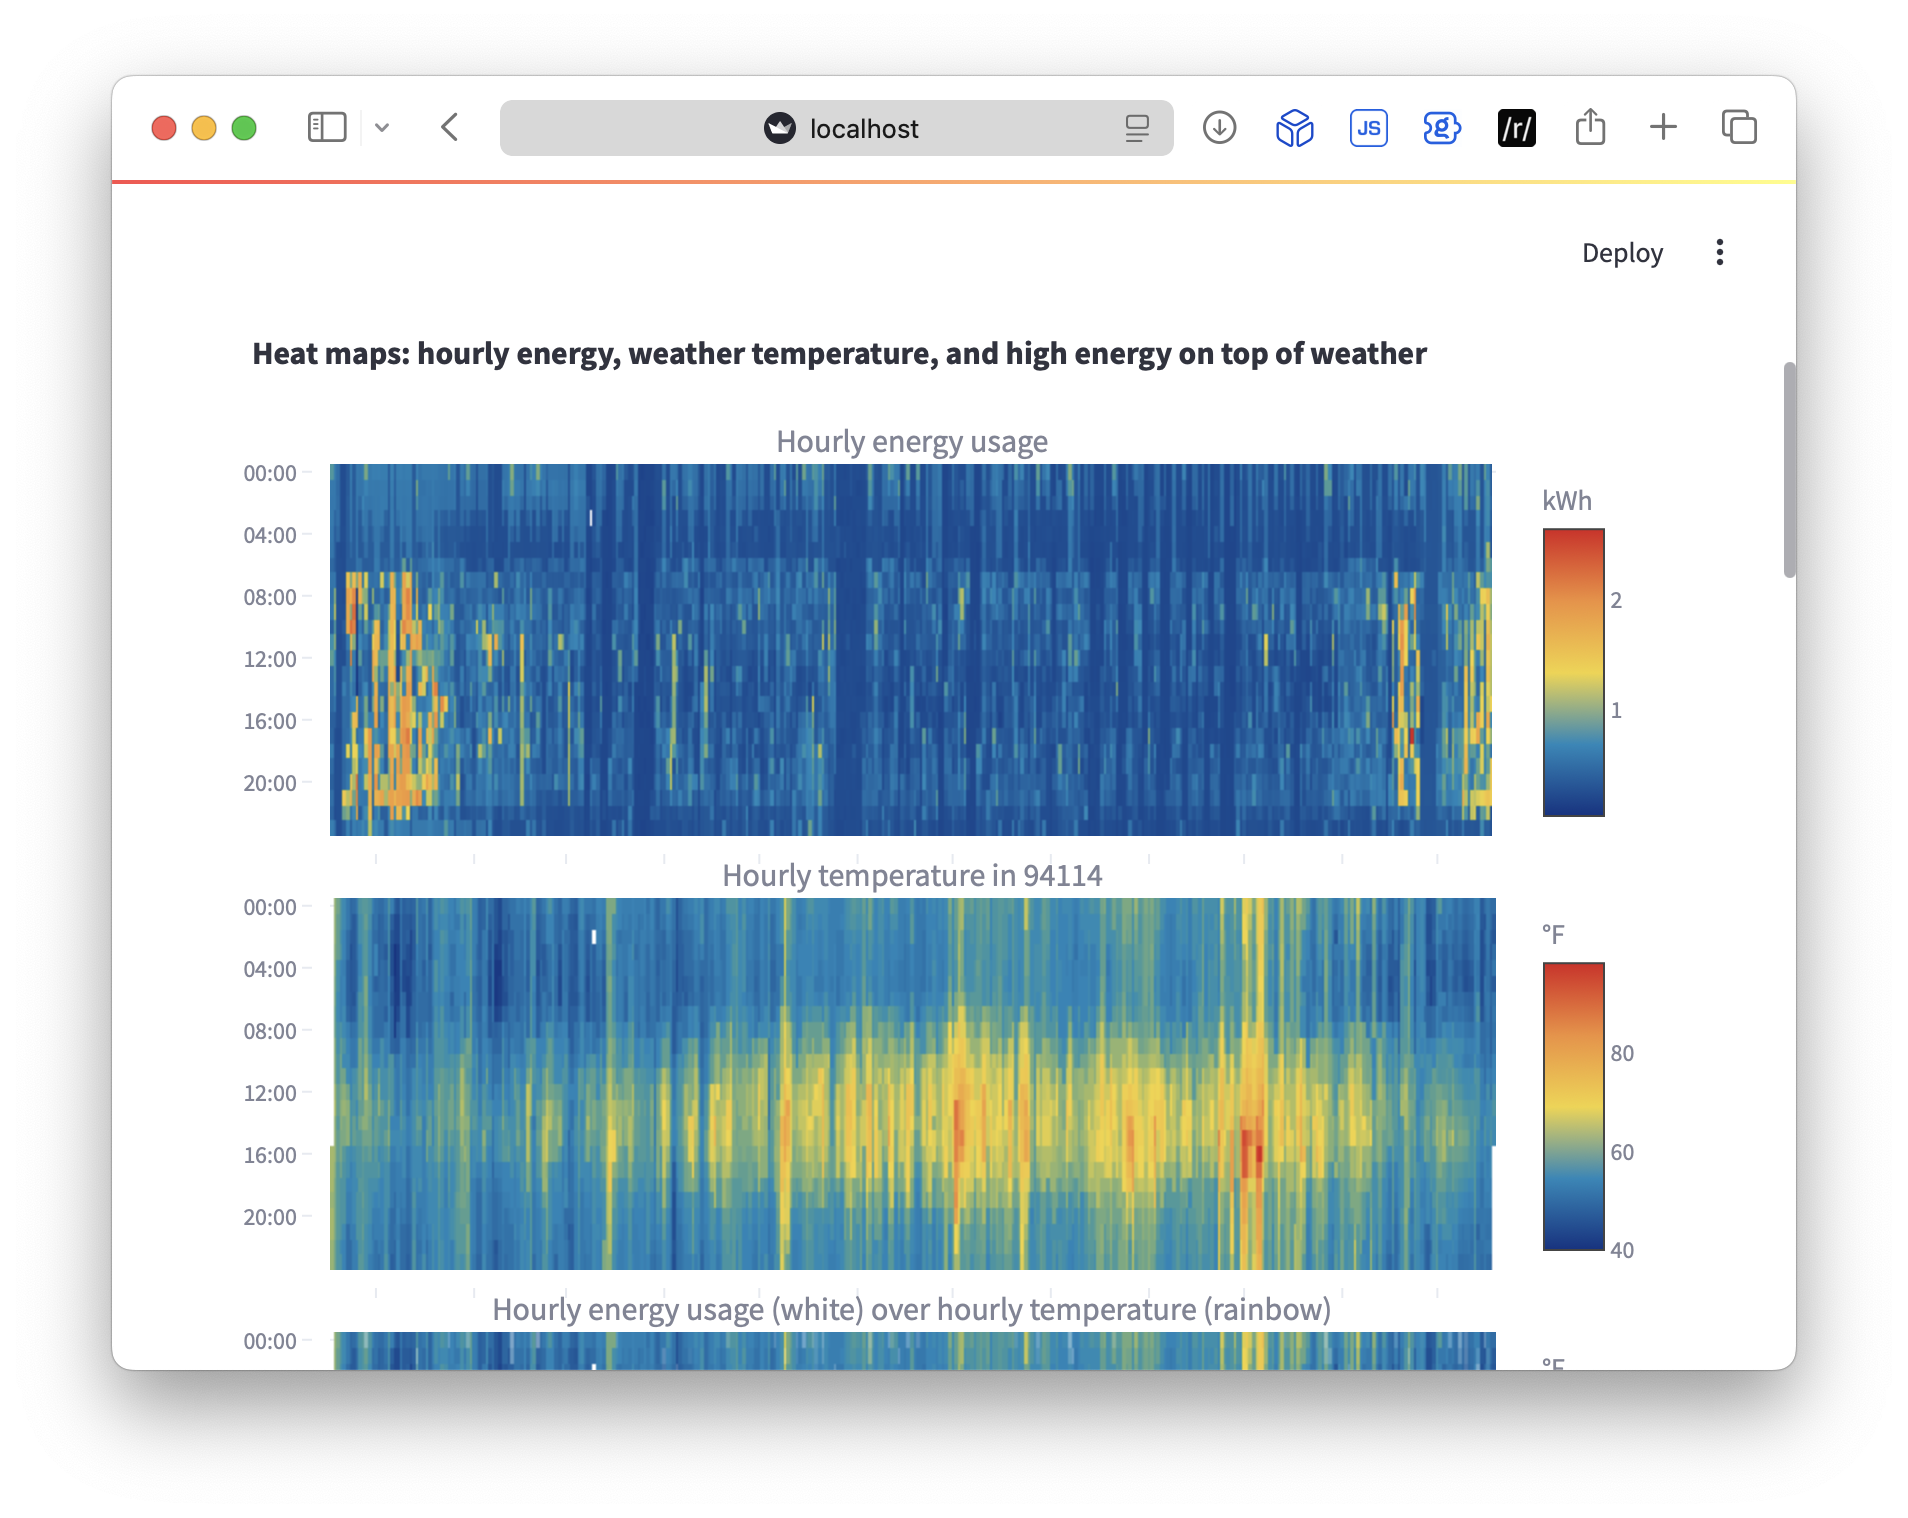 localhost
JS
g
/r/
Deploy
Heat maps: hourly energy, weather temperature, and high energy on top of weather
Hourly energy usage
00:00
04:00
08:00
12:00
16:00
20:00
kWh
2
1
Hourly temperature in 94114
00:00
04:00
08:00
12:00
16:00
20:00
°F
80
60
40
Hourly energy usage (white) over hourly temperature (rainbow)
00:00
°F